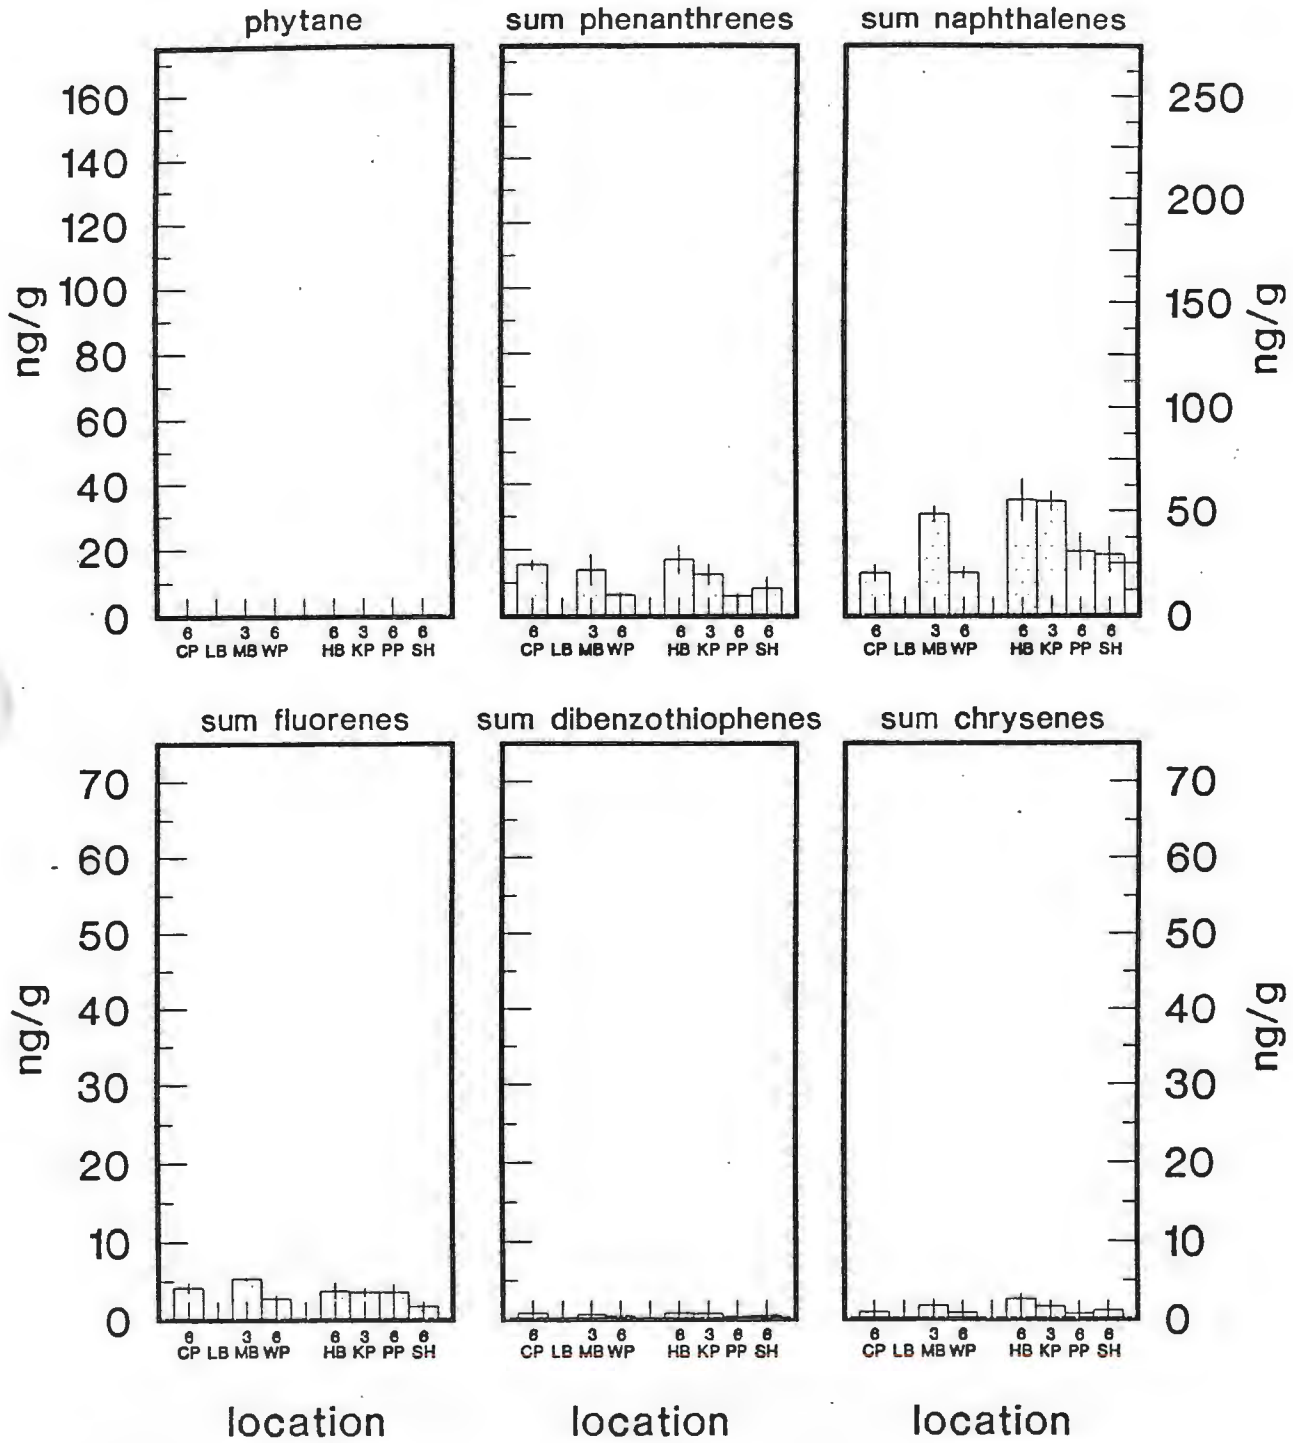 phytane sum phenanthrenes sum naphthalenes
160 250
140
120 200
100
ng/g 150 ng/g
80
60 100
40
50
20
0 0
6 3 6 6 3 6 6 6 3 6 6 3 6 6 6 3 6 6 3 6 6
CP LB MB WP HB KP PP SH CP LB MB WP HB KP PP SH CP LB MB WP HB KP PP SH
sum fluorenes sum dibenzothiophenes sum chrysenes
70 70
60 60
50 50
40 40
ng/g ng/g
30 30
20 20
10 10
0 0
6 3 6 6 3 6 6 6 3 6 6 3 6 6 6 3 6 6 3 6 6
CP LB MB WP HB KP PP SH CP LB MB WP HB KP PP SH CP LB MB WP HB KP PP SH
location location location